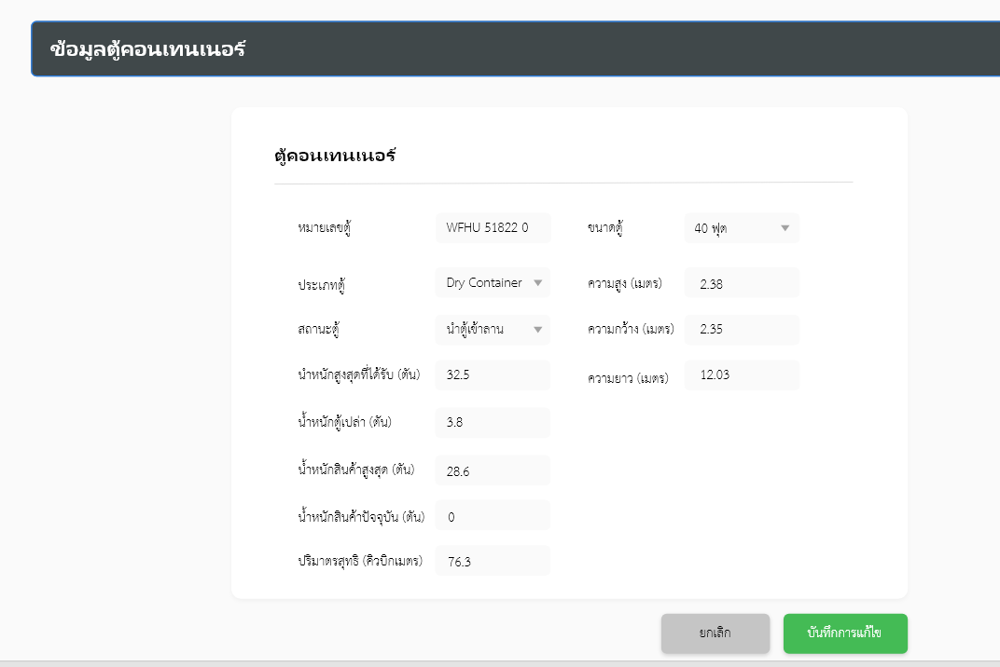 ข้อมูลตู้คอนเทนเนอร์
ตู้คอนเทนเนอร์
หมายเลขตู้ WFHU 51822 0 ขนาดตู้ 40 ฟุต
ประเภทตู้ Dry Container ความสูง (เมตร) 2.38
สถานะตู้ นำตู้เข้าลาน ความกว้าง (เมตร) 2.35
นำหนักสูงสุดที่ได้รับ (ตัน) 32.5 ความยาว (เมตร) 12.03
น้ำหนักตู้เปล่า (ตัน) 3.8
น้ำหนักสินค้าสูงสุด (ตัน) 28.6
น้ำหนักสินค้าปัจจุบัน (ตัน) 0
ปริมาตรสุทธิ (คิวบิกเมตร) 76.3
ยกเลิก บันทึกการแก้ไข